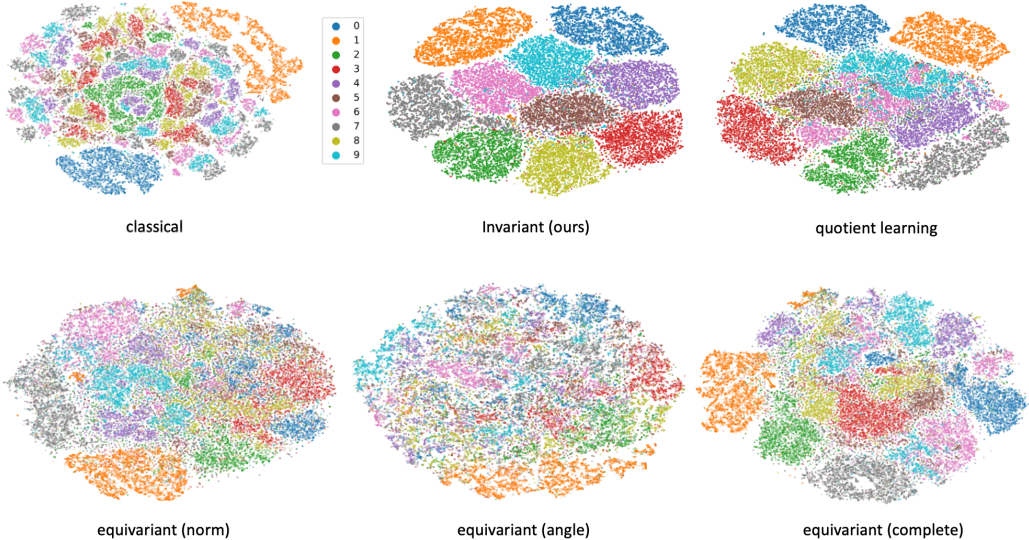 0
1
2
3
4
5
6
7
8
9
classical
Invariant (ours)
quotient learning
equivariant (norm)
equivariant (angle)
equivariant (complete)